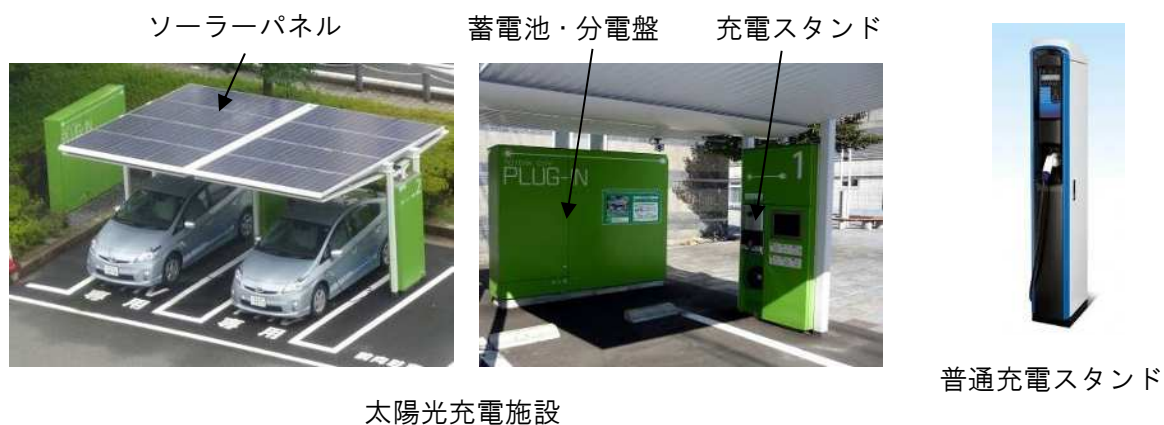 ソーラーパネル
蓄電池・分電盤
充電スタンド
PLUG-IN
1
専用
専用
普通充電スタンド
太陽光充電施設